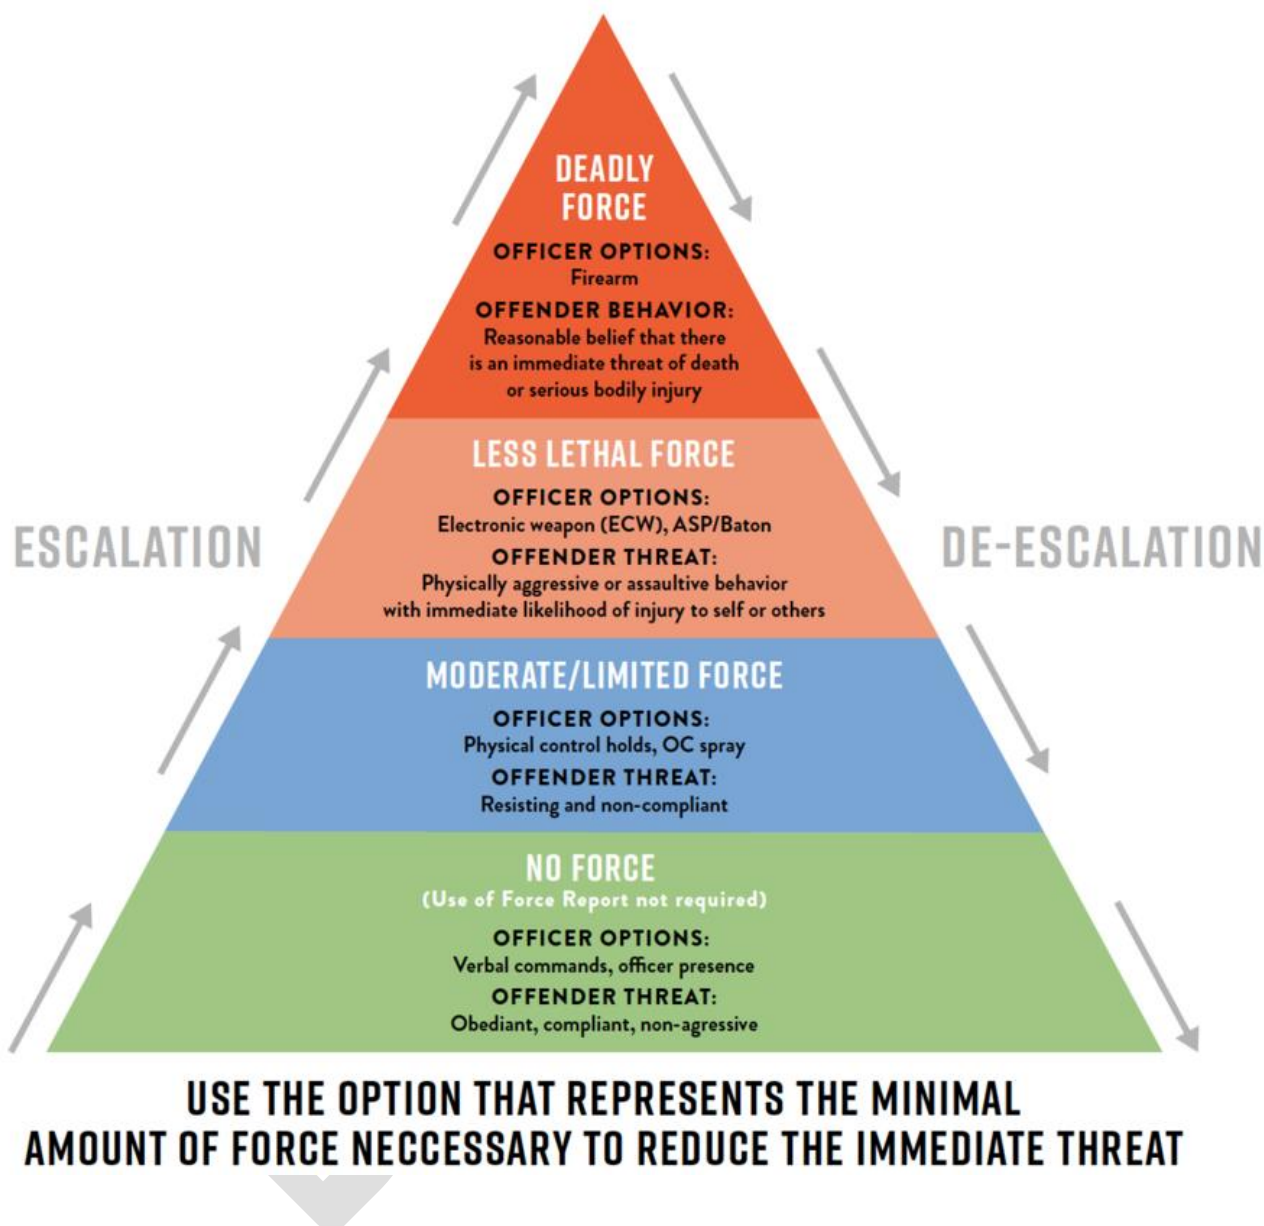 DEADLY
FORCE
OFFICER OPTIONS:
Firearm
OFFENDER BEHAVIOR:
Reasonable belief that there
is an immediate threat of death
or serious bodily injury
LESS LETHAL FORCE
OFFICER OPTIONS:
Electronic weapon (ECW), ASP/Baton
OFFENDER THREAT:
Physically aggressive or assaultive behavior
with immediate likelihood of injury to self or others
ESCALATION
DE-ESCALATION
MODERATE/LIMITED FORCE
OFFICER OPTIONS:
Physical control holds, OC spray
OFFENDER THREAT:
Resisting and non-compliant
NO FORCE
(Use of Force Report not required)
OFFICER OPTIONS:
Verbal commands, officer presence
OFFENDER THREAT:
Obediant, compliant, non-agressive
USE THE OPTION THAT REPRESENTS THE MINIMAL
AMOUNT OF FORCE NECCESSARY TO REDUCE THE IMMEDIATE THREAT